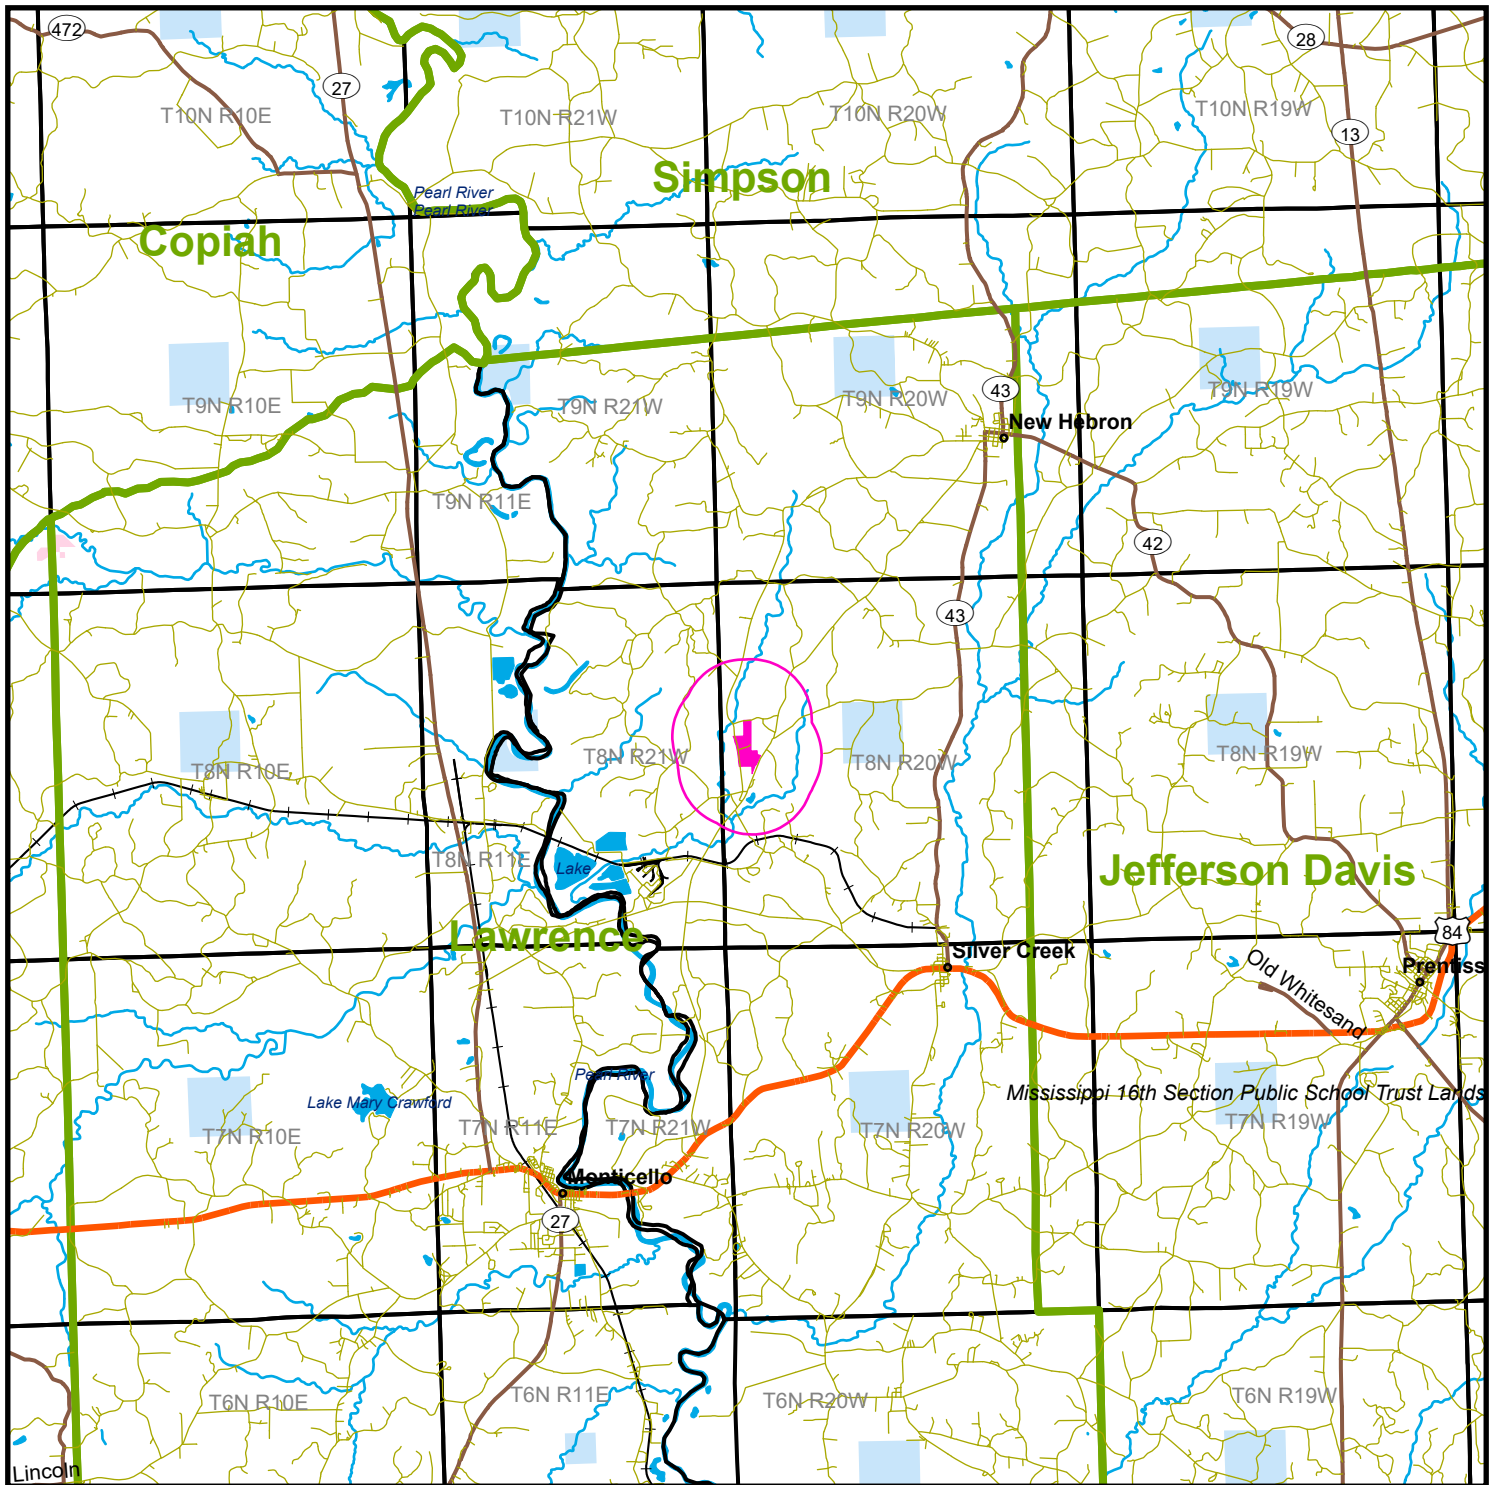 472
28
27
T10N R10E
T10N R21W
T10N R20W
T10N R19W
13
Simpson
Pearl River
Pearl River
Copiah
43
T9N R10E
T9N R21W
T9N R20W
T9N R19W
New Hebron
T9N R11E
42
43
T8N R10E
T8N R21W
T8N R20W
T8N R19W
T8N R11E
Lake
Jefferson Davis
Lawrence
84
Silver Creek
Old Whitesand
Prentiss
Pearl River
Lake Mary Crawford
Mississippi 16th Section Public School Trust Lands
T7N R10E
T7N R11E
T7N R21W
T7N R20W
T7N R19W
Monticello
27
T6N R10E
T6N R11E
T6N R20W
T6N R19W
Lincoln